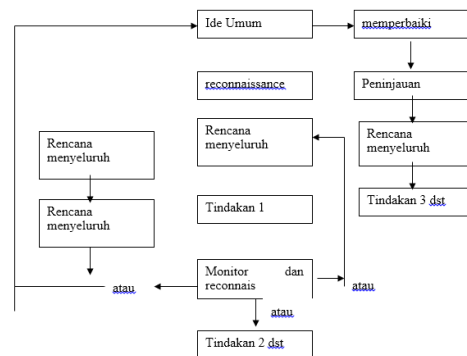 Ide Umum
memperbaiki
reconnaissance
Peninjauan
Rencana
menyeluruh
Rencana
menyeluruh
Rencana
menyeluruh
Rencana
menyeluruh
Tindakan 1
Tindakan 3 dst
Monitor dan
reconnais
atau
atau
atau
Tindakan 2 dst